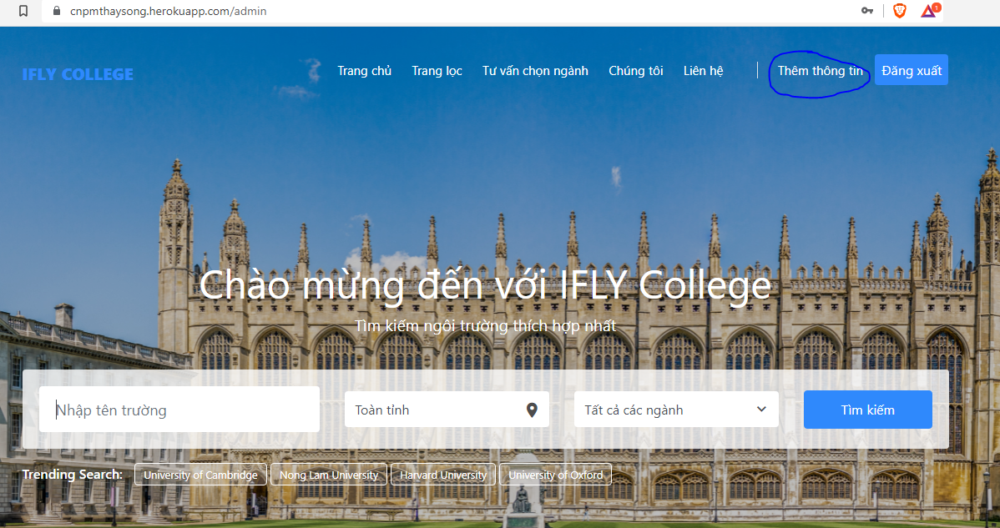 cnpmthaysong.herokuapp.com/admin
1
IFLY COLLEGE
Trang chủ
Trang lọc
Tư vấn chọn ngành
Chúng tôi
Liên hệ
Thêm thông tin
Đăng xuất
Chào mừng đến với IFLY College
Tìm kiếm ngôi trường thích hợp nhất
Nhập tên trường
Toàn tỉnh
Tất cả các ngành
Tìm kiếm
Trending Search:
University of Cambridge
Nong Lam University
Harvard University
University of Oxford